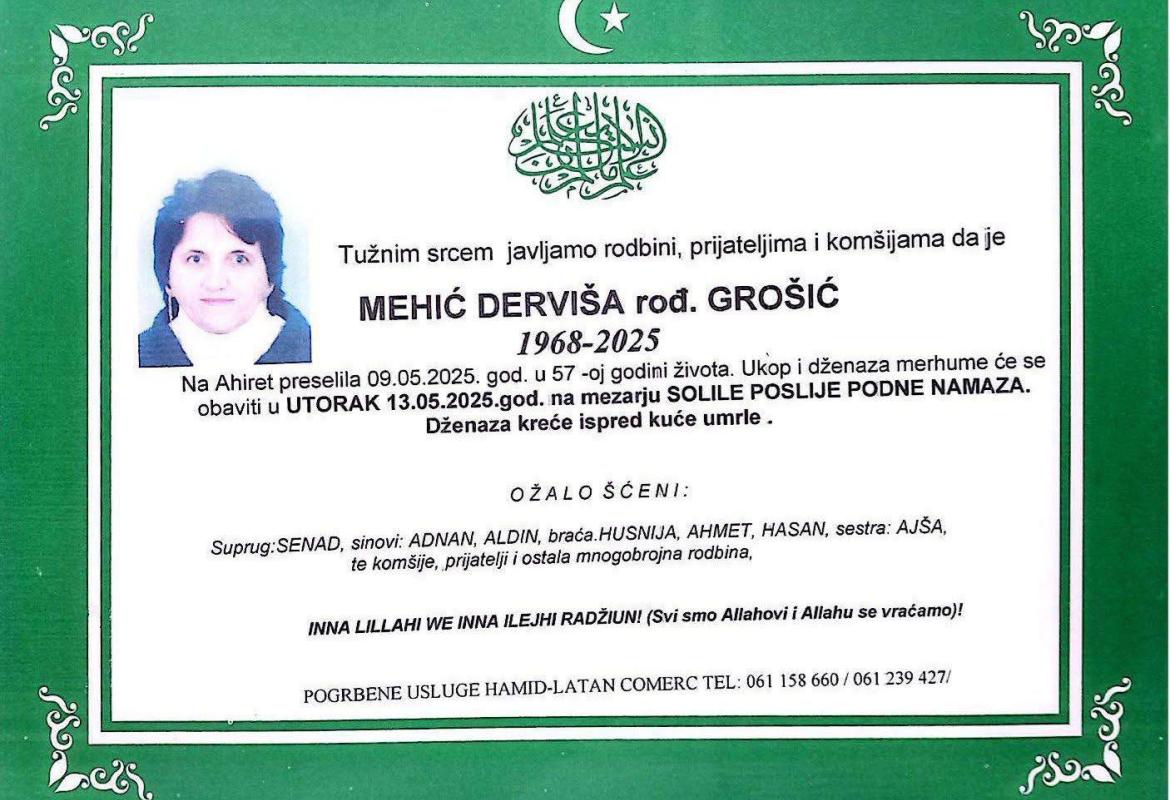 Tužnim srcem javljamo rodbini, prijateljima i komšijama da je
MEHIĆ DERVIŠA rođ. GROŠIĆ
1968-2025
Na Ahiret preselila 09.05.2025. god. u 57 -oj godini života. Ukop i dženaza merhume će se
obaviti u UTORAK 13.05.2025.god. na mezarju SOLILE POSLIJE PODNE NAMAZA.
Dženaza kreće ispred kuće umrle .
OŽALO ŠĆENI:
Suprug:SENAD, sinovi: ADNAN, ALDIN, braća.HUSNIJA, AHMET, HASAN, sestra: AJŠA,
te komšije, prijatelji i ostala mnogobrojna rodbina,
INNA LILLAHI WE INNA ILEJHI RADŽIUN! (Svi smo Allahovi i Allahu se vraćamo)!
POGRBENE USLUGE HAMID-LATAN COMERC TEL: 061 158 660 / 061 239 427/